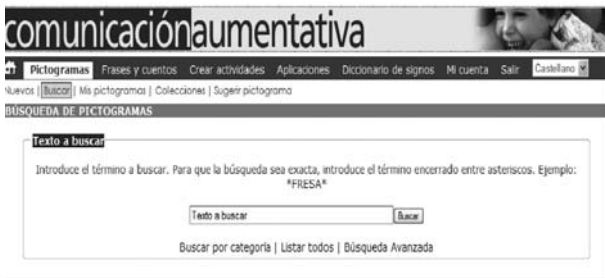 comunicaciónaumentativa
Pictogramas Frases y cuentos Crear actividades Aplicaciones Diccionario de signos Mi cuenta Salir Castellano
Nuevos | Buscar | Mis pictogramas | Colecciones | Sugerir pictograma
BÚSQUEDA DE PICTOGRAMAS
Texto a buscar
Introduce el término a buscar. Para que la búsqueda sea exacta, introduce el término encerrado entre asteriscos. Ejemplo:
*FRESA*
Texto a buscar Buscar
Buscar por categoría | Listar todos | Búsqueda Avanzada